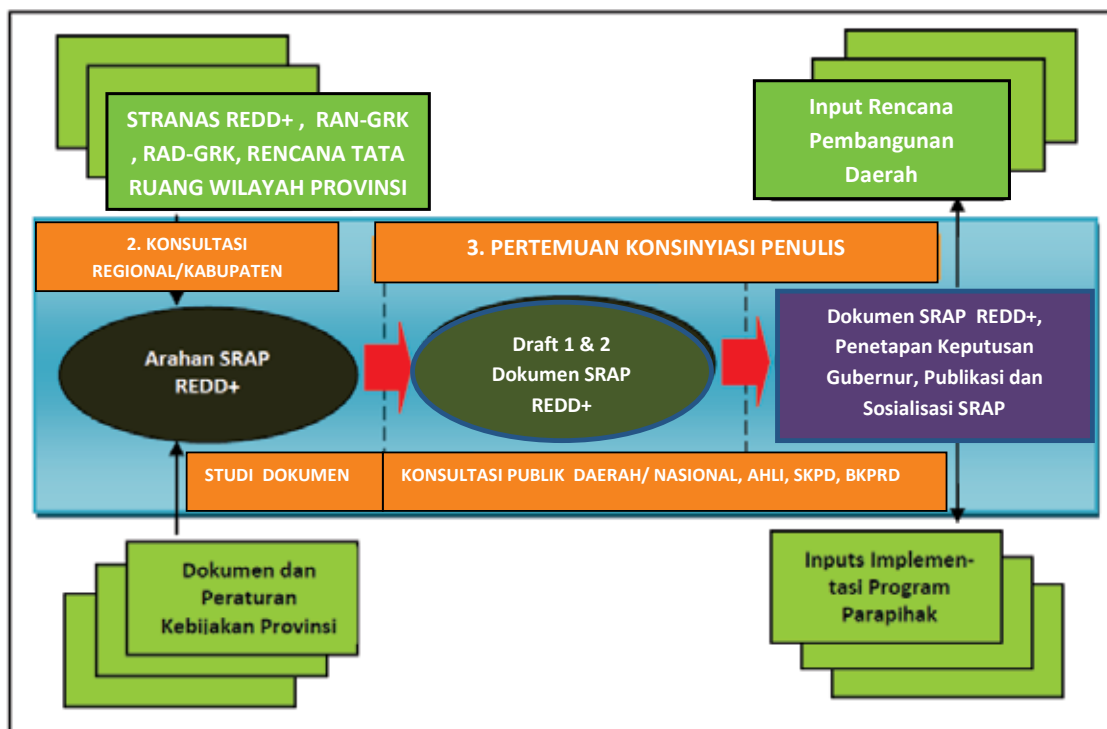 STRANAS REDD+ , RAN-GRK
, RAD-GRK, RENCANA TATA
RUANG WILAYAH PROVINSI
Input Rencana
Pembangunan
Daerah
2. KONSULTASI
REGIONAL/KABUPATEN
3. PERTEMUAN KONSINYIASI PENULIS
Arahan SRAP
REDD+
Draft 1 & 2
Dokumen SRAP
REDD+
Dokumen SRAP REDD+,
Penetapan Keputusan
Gubernur, Publikasi dan
Sosialisasi SRAP
STUDI DOKUMEN
KONSULTASI PUBLIK DAERAH/ NASIONAL, AHLI, SKPD, BKPRD
Dokumen dan
Peraturan
Kebijakan Provinsi
Inputs Implemen-
tasi Program
Parapihak